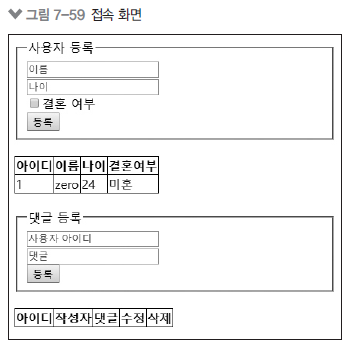 그림 7-59 접속 화면
사용자 등록
이름
나이
결혼 여부
등록
아이디 이름 나이 결혼여부
1 zero 24 미혼
댓글 등록
사용자 아이디
댓글
등록
아이디 작성자 댓글 수정 삭제